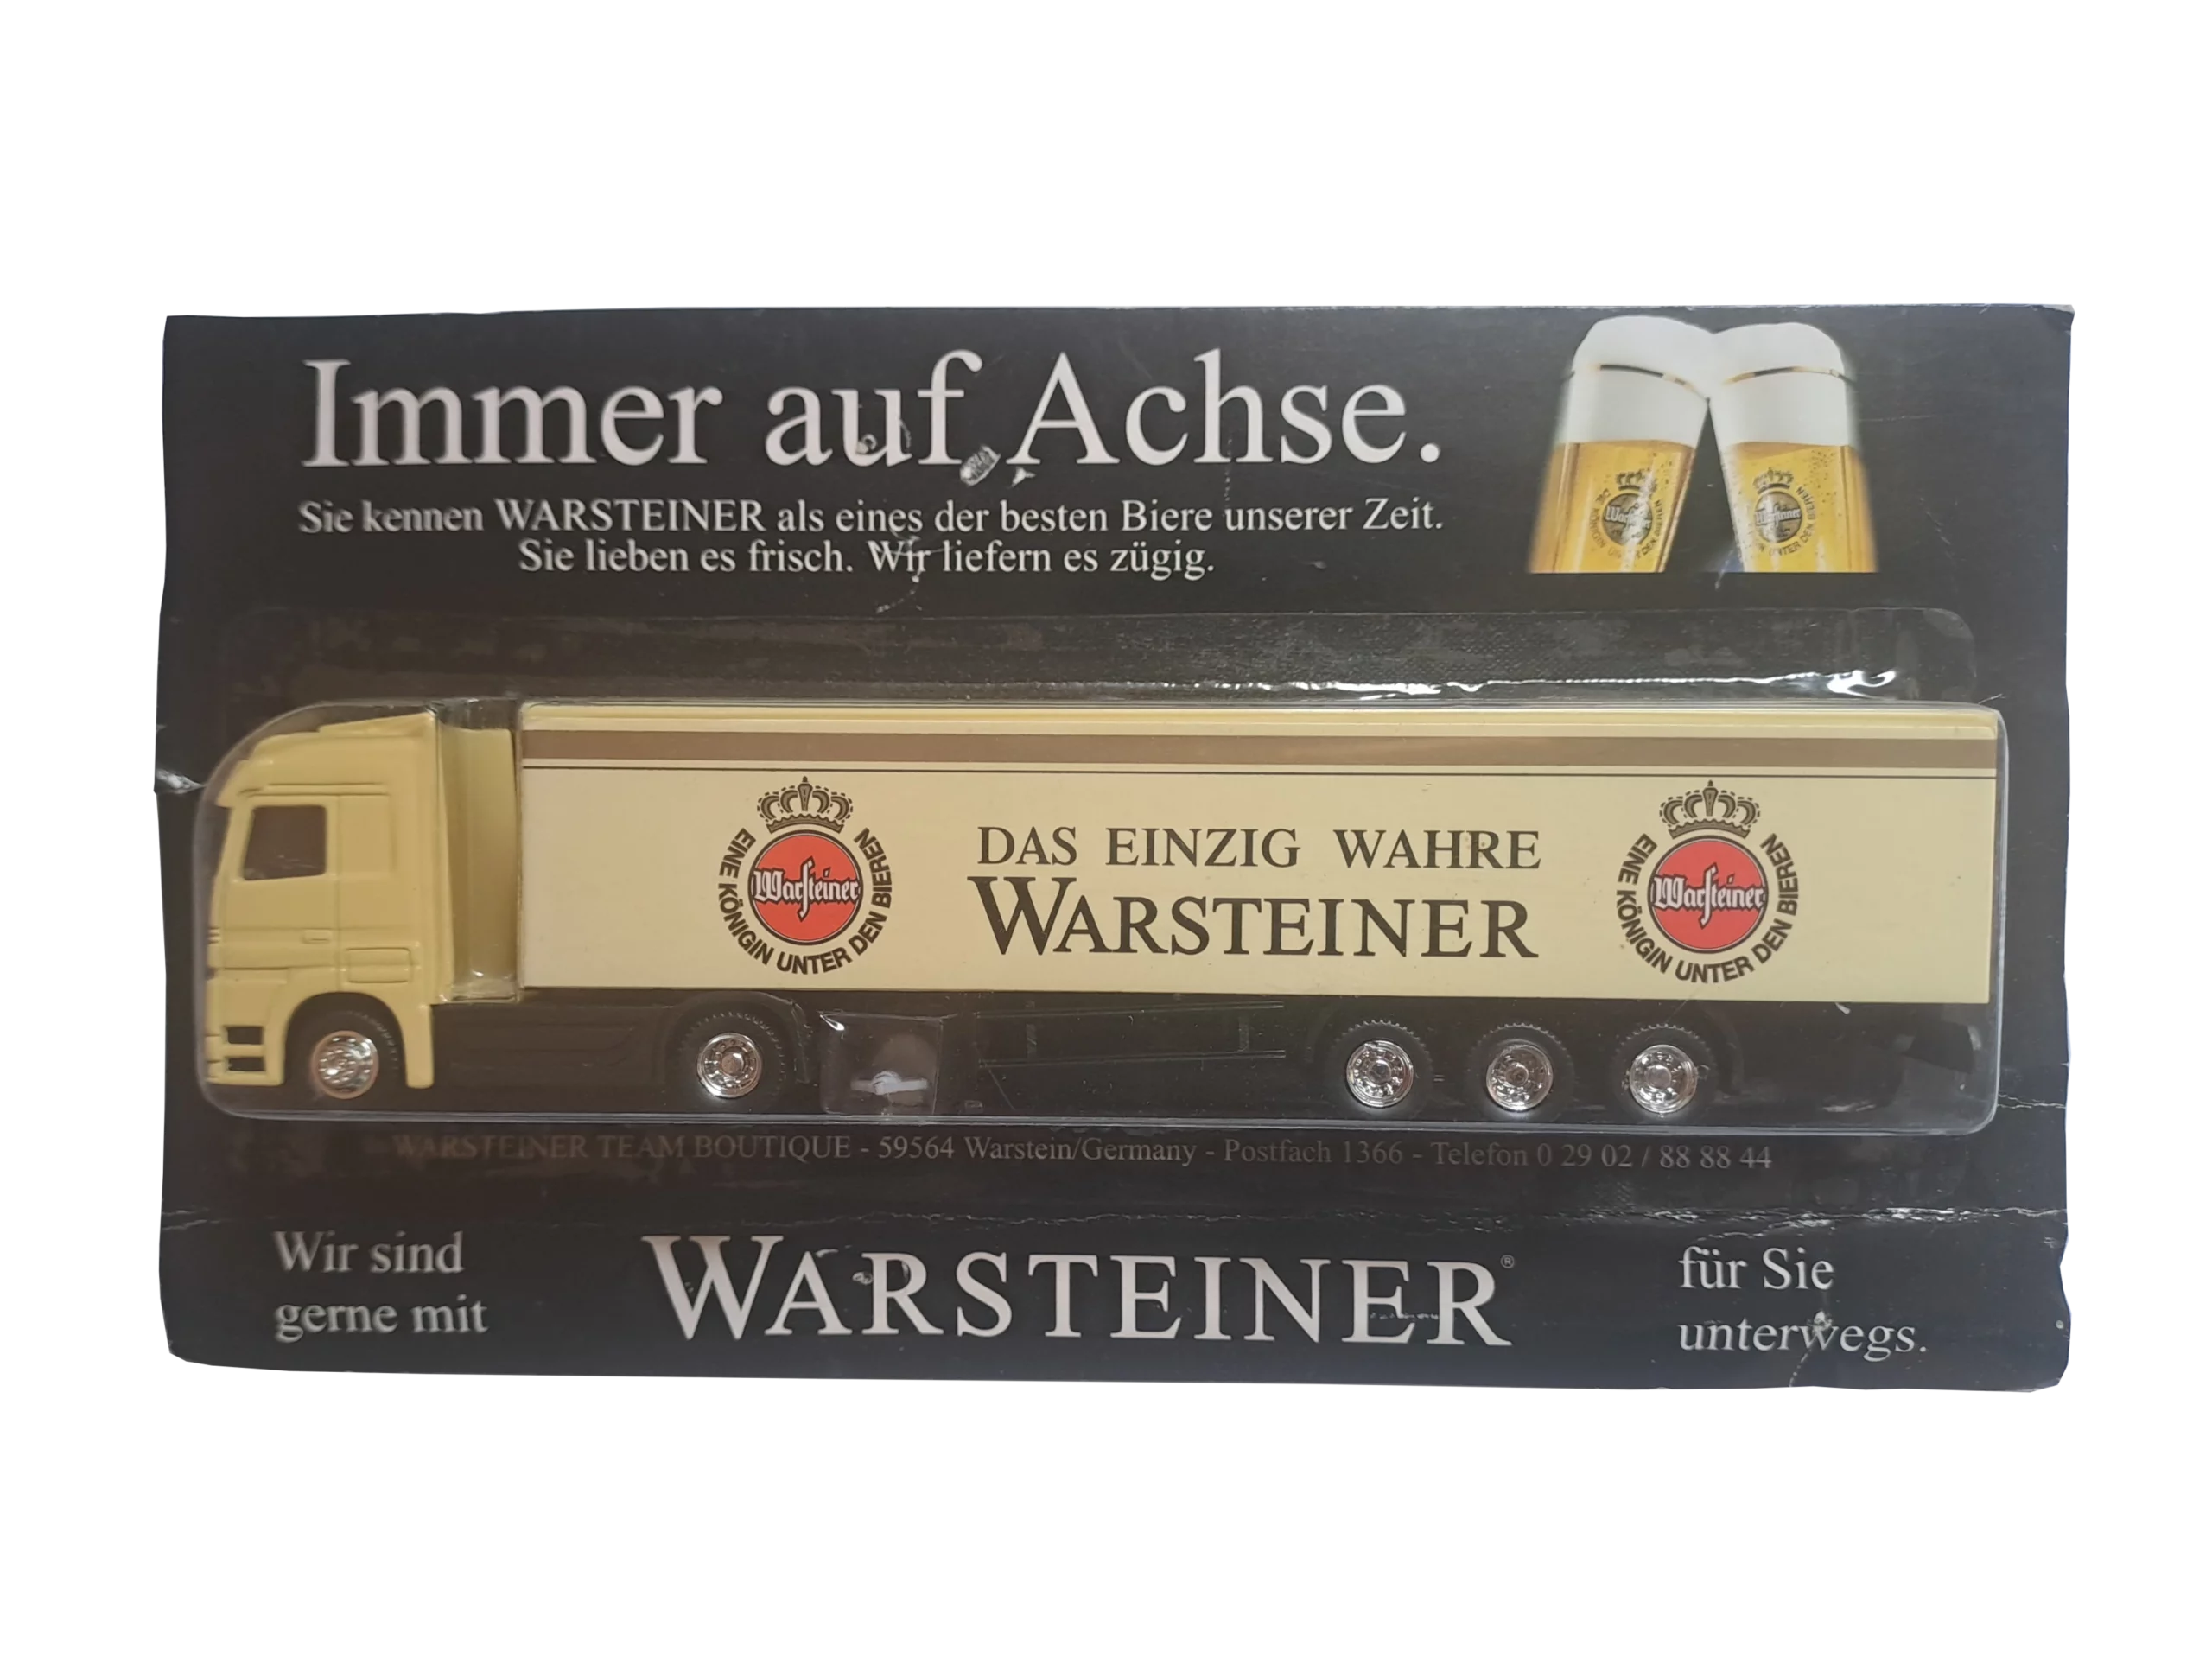 Immer auf Achse.
Sie kennen WARSTEINER als eines der besten Biere unserer Zeit.
Sie lieben es frisch. Wir liefern es zügig.
Warsteiner
Warsteiner
EINE KÖNIGIN UNTER DEN BIEREN
Warsteiner
DAS EINZIG WAHRE
WARSTEINER
EINE KÖNIGIN UNTER DEN BIEREN
Warsteiner
WARSTEINER TEAM BOUTIQUE - 59564 Warstein/Germany - Postfach 1366 - Telefon 0 29 02 / 88 88 44
Wir sind
gerne mit
WARSTEINER®
für Sie
unterwegs.